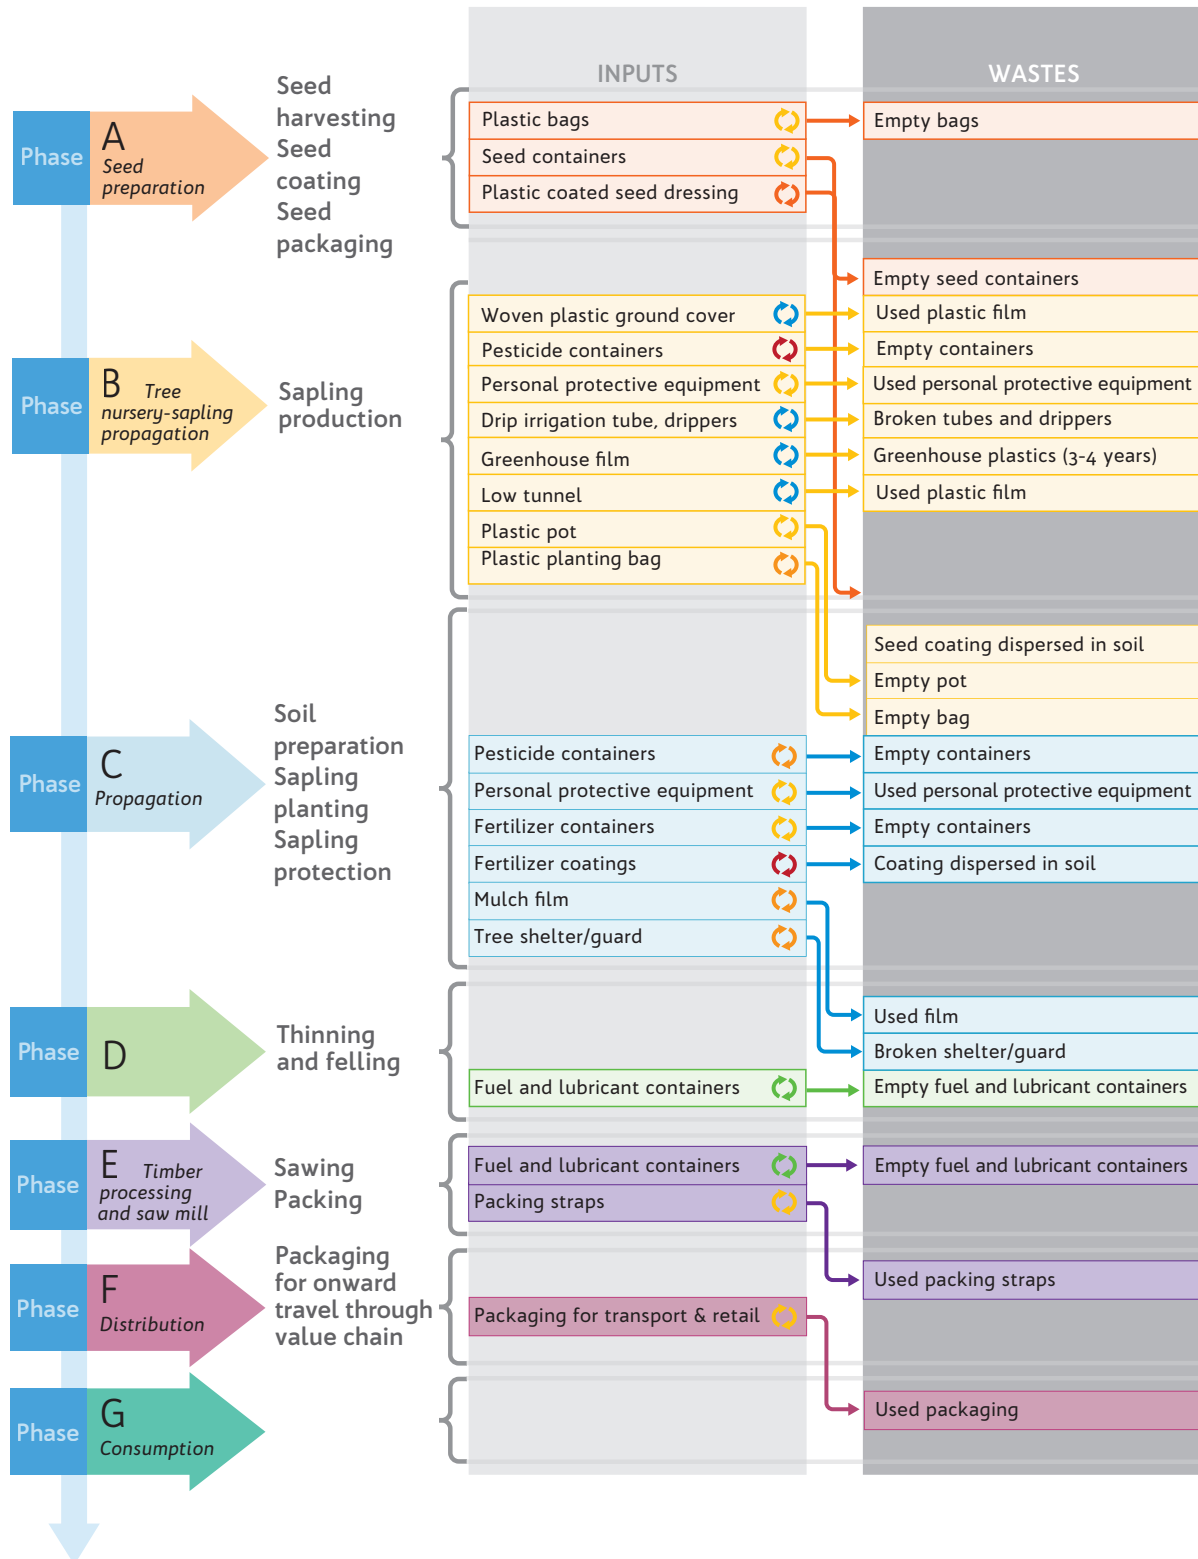 INPUTS
WASTES
Phase
A
Seed
preparation
Seed
harvesting
Seed
coating
Seed
packaging
Plastic bags
Seed containers
Plastic coated seed dressing
Empty bags
Empty seed containers
Phase
B Tree
nursery-sapling
propagation
Sapling
production
Woven plastic ground cover
Pesticide containers
Personal protective equipment
Drip irrigation tube, drippers
Greenhouse film
Low tunnel
Plastic pot
Plastic planting bag
Used plastic film
Empty containers
Used personal protective equipment
Broken tubes and drippers
Greenhouse plastics (3-4 years)
Used plastic film
Seed coating dispersed in soil
Empty pot
Empty bag
Phase
C
Propagation
Soil
preparation
Sapling
planting
Sapling
protection
Pesticide containers
Personal protective equipment
Fertilizer containers
Fertilizer coatings
Mulch film
Tree shelter/guard
Empty containers
Used personal protective equipment
Empty containers
Coating dispersed in soil
Used film
Broken shelter/guard
Phase
D
Thinning
and felling
Fuel and lubricant containers
Empty fuel and lubricant containers
Phase
E Timber
processing
and saw mill
Sawing
Packing
Fuel and lubricant containers
Packing straps
Empty fuel and lubricant containers
Used packing straps
Phase
F
Distribution
Packaging
for onward
travel through
value chain
Packaging for transport & retail
Used packaging
Phase
G
Consumption